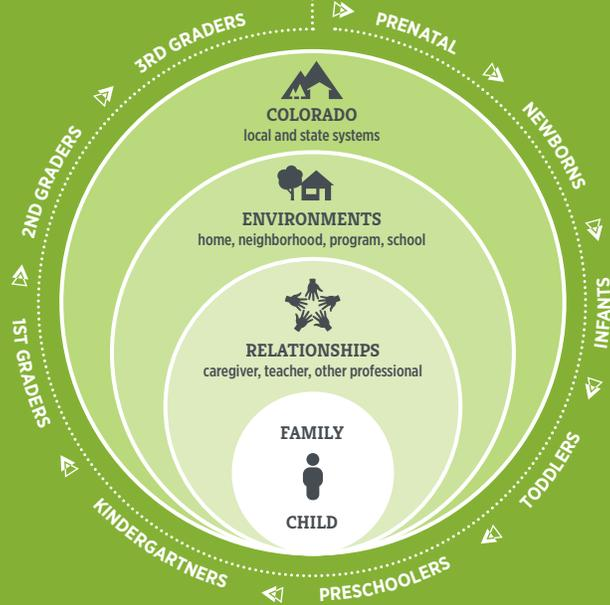 PRENATAL
NEWBORNS
INFANTS
TODDLERS
PRESCHOOLERS
KINDERGARTNERS
1ST GRADERS
2ND GRADERS
3RD GRADERS
COLORADO
local and state systems
ENVIRONMENTS
home, neighborhood, program, school
RELATIONSHIPS
caregiver, teacher, other professional
FAMILY
CHILD